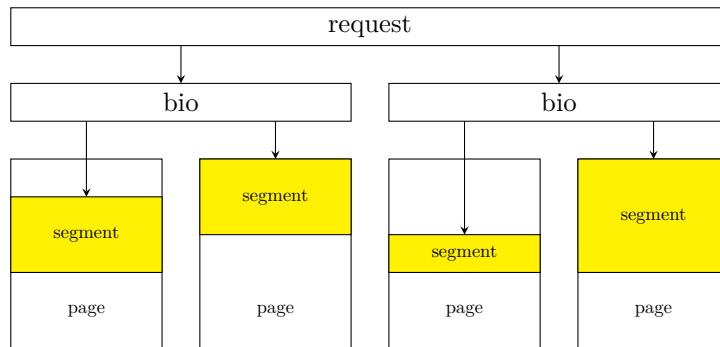 request
bio
bio
segment
segment
segment
segment
page
page
page
page